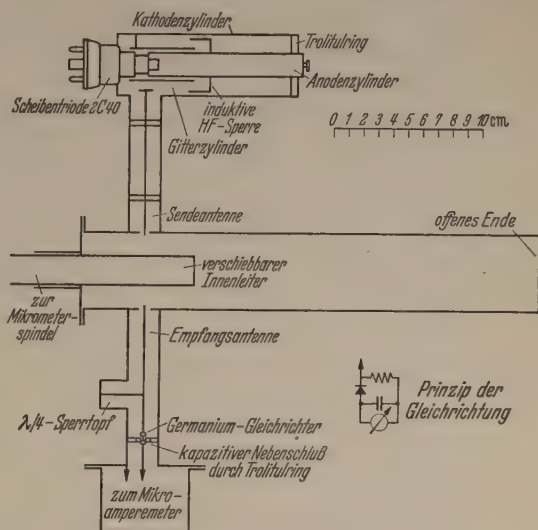 Kathodenzylinder
Trolitulring
Anodenzylinder
Scheibentriode 2C40
induktive
HF-Sperre
Gitterzylinder
0 1 2 3 4 5 6 7 8 9 10 cm
Sendeantenne
offenes Ende
verschiebbarer
Innenleiter
zur
Mikrometer-
spindel
Empfangsantenne
λ/4-Sperrtopf
Germanium-Gleichrichter
kapazitiver Nebenschluß
durch Trolitulring
Prinzip der
Gleichrichtung
zum Mikro-
amperemeter